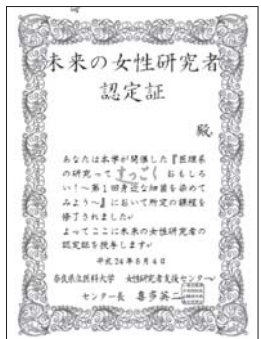 未来の女性研究者
認定証
殿
あなたは本学が開催した『医理系
の研究って すっごく おもしろ
い!~第1回身近な細菌を染めて
みよう~』において所定の課程を
修了されました
よってここに未来の女性研究者の
認定証を授与します
平成24年8月4日
奈良県立医科大学 女性研究者支援センター
センター長 喜多英二